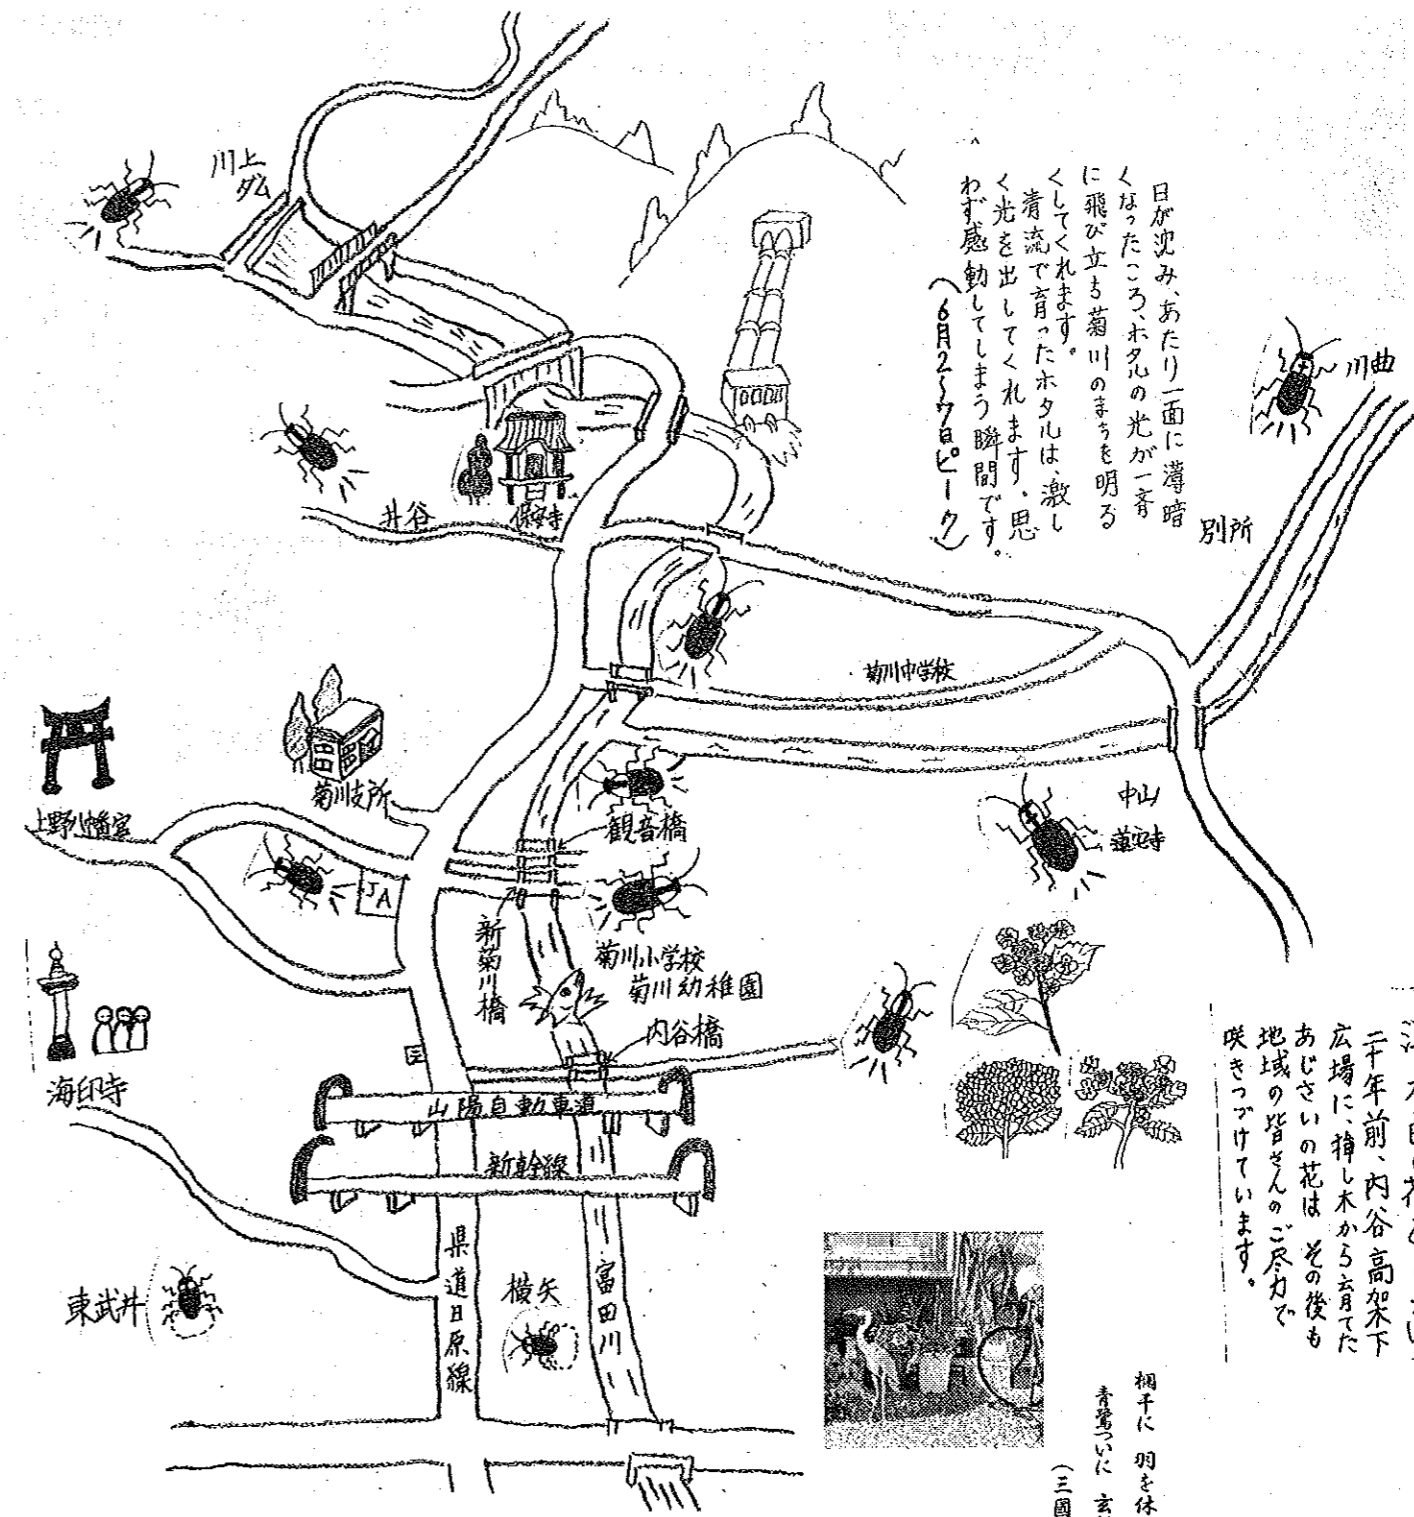 日が沈み、あたり一面に薄暗
くなったころ、ホタルの光が一斉
に飛び立ち菊川のまちを明る
くしてくれます。
清流で育ったホタルは、激し
く光を出してくれます。思
わず感動してしまう瞬間です。
(6月2〜7日ピーク)
川上
ダム
川曲
別所
井谷
保安寺
菊川中学校
菊川支所
上野八幡宮
観音橋
中山
蓮宅寺
JA
新菊川橋
菊川小学校
菊川幼稚園
内谷橋
海印寺
山陽自動車道
新幹線
県道日原線
富田川
横矢
東武井
二十年前、内谷高架下
広場に、挿し木から育てた
あじさいの花は その後も
地域の皆さんのご尽力で
咲きつづけています。
欄干に 羽を休
青鷺ついに 玄
(三國